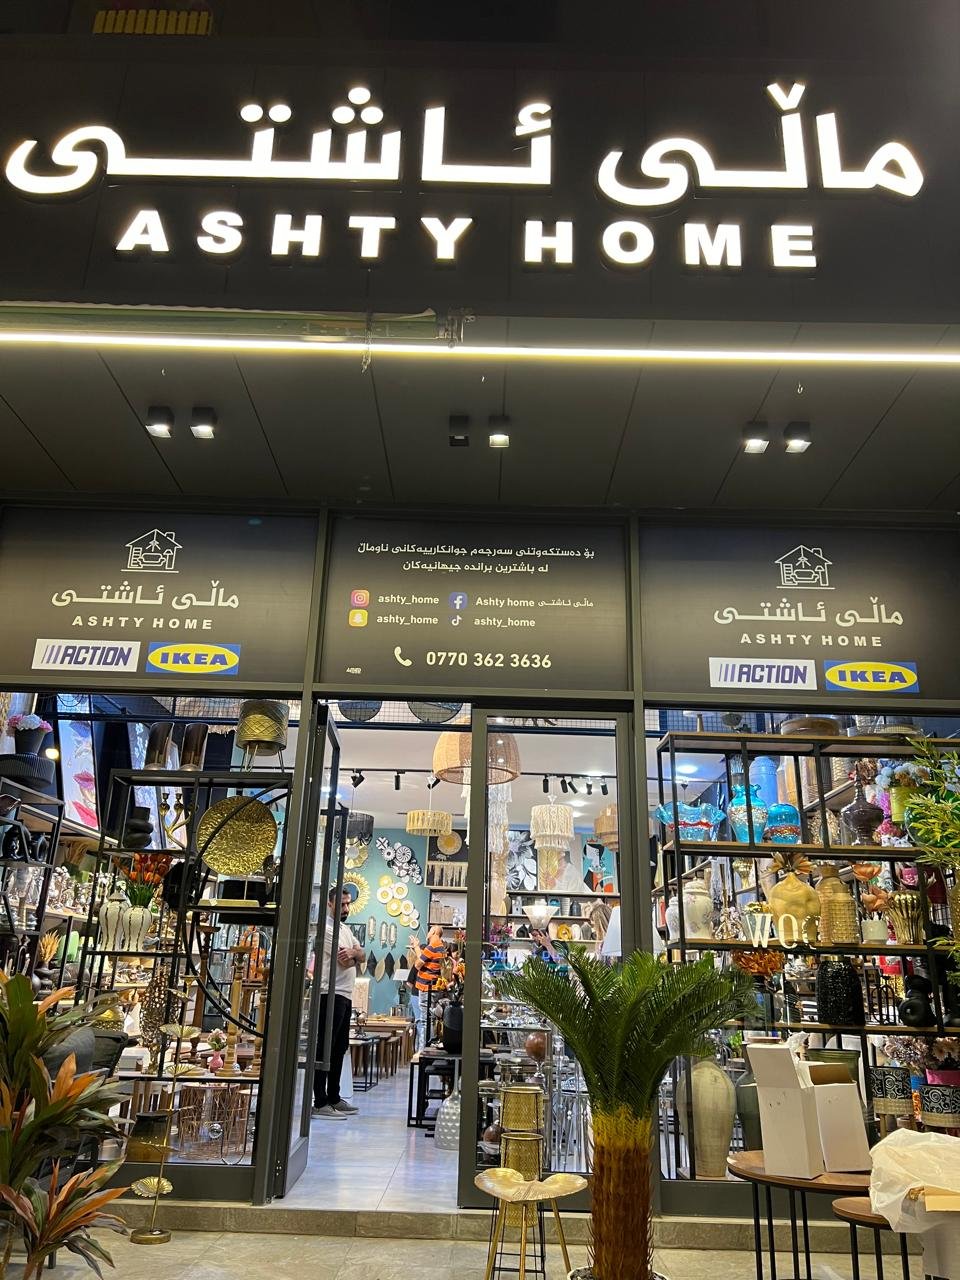 ماڵی ئاشتی
ASHTY HOME
ماڵی ئاشتی
ASHTY HOME
ACTION IKEA
بۆ دەستکەوتنی سەرجەم جوانکارییەکانی ناوماڵ
لە باشترین براندە جیهانیەکان
ashty_home Ashty home ماڵی ئاشتی
ashty_home ashty_home
0770 362 3636
ماڵی ئاشتی
ASHTY HOME
ACTION IKEA